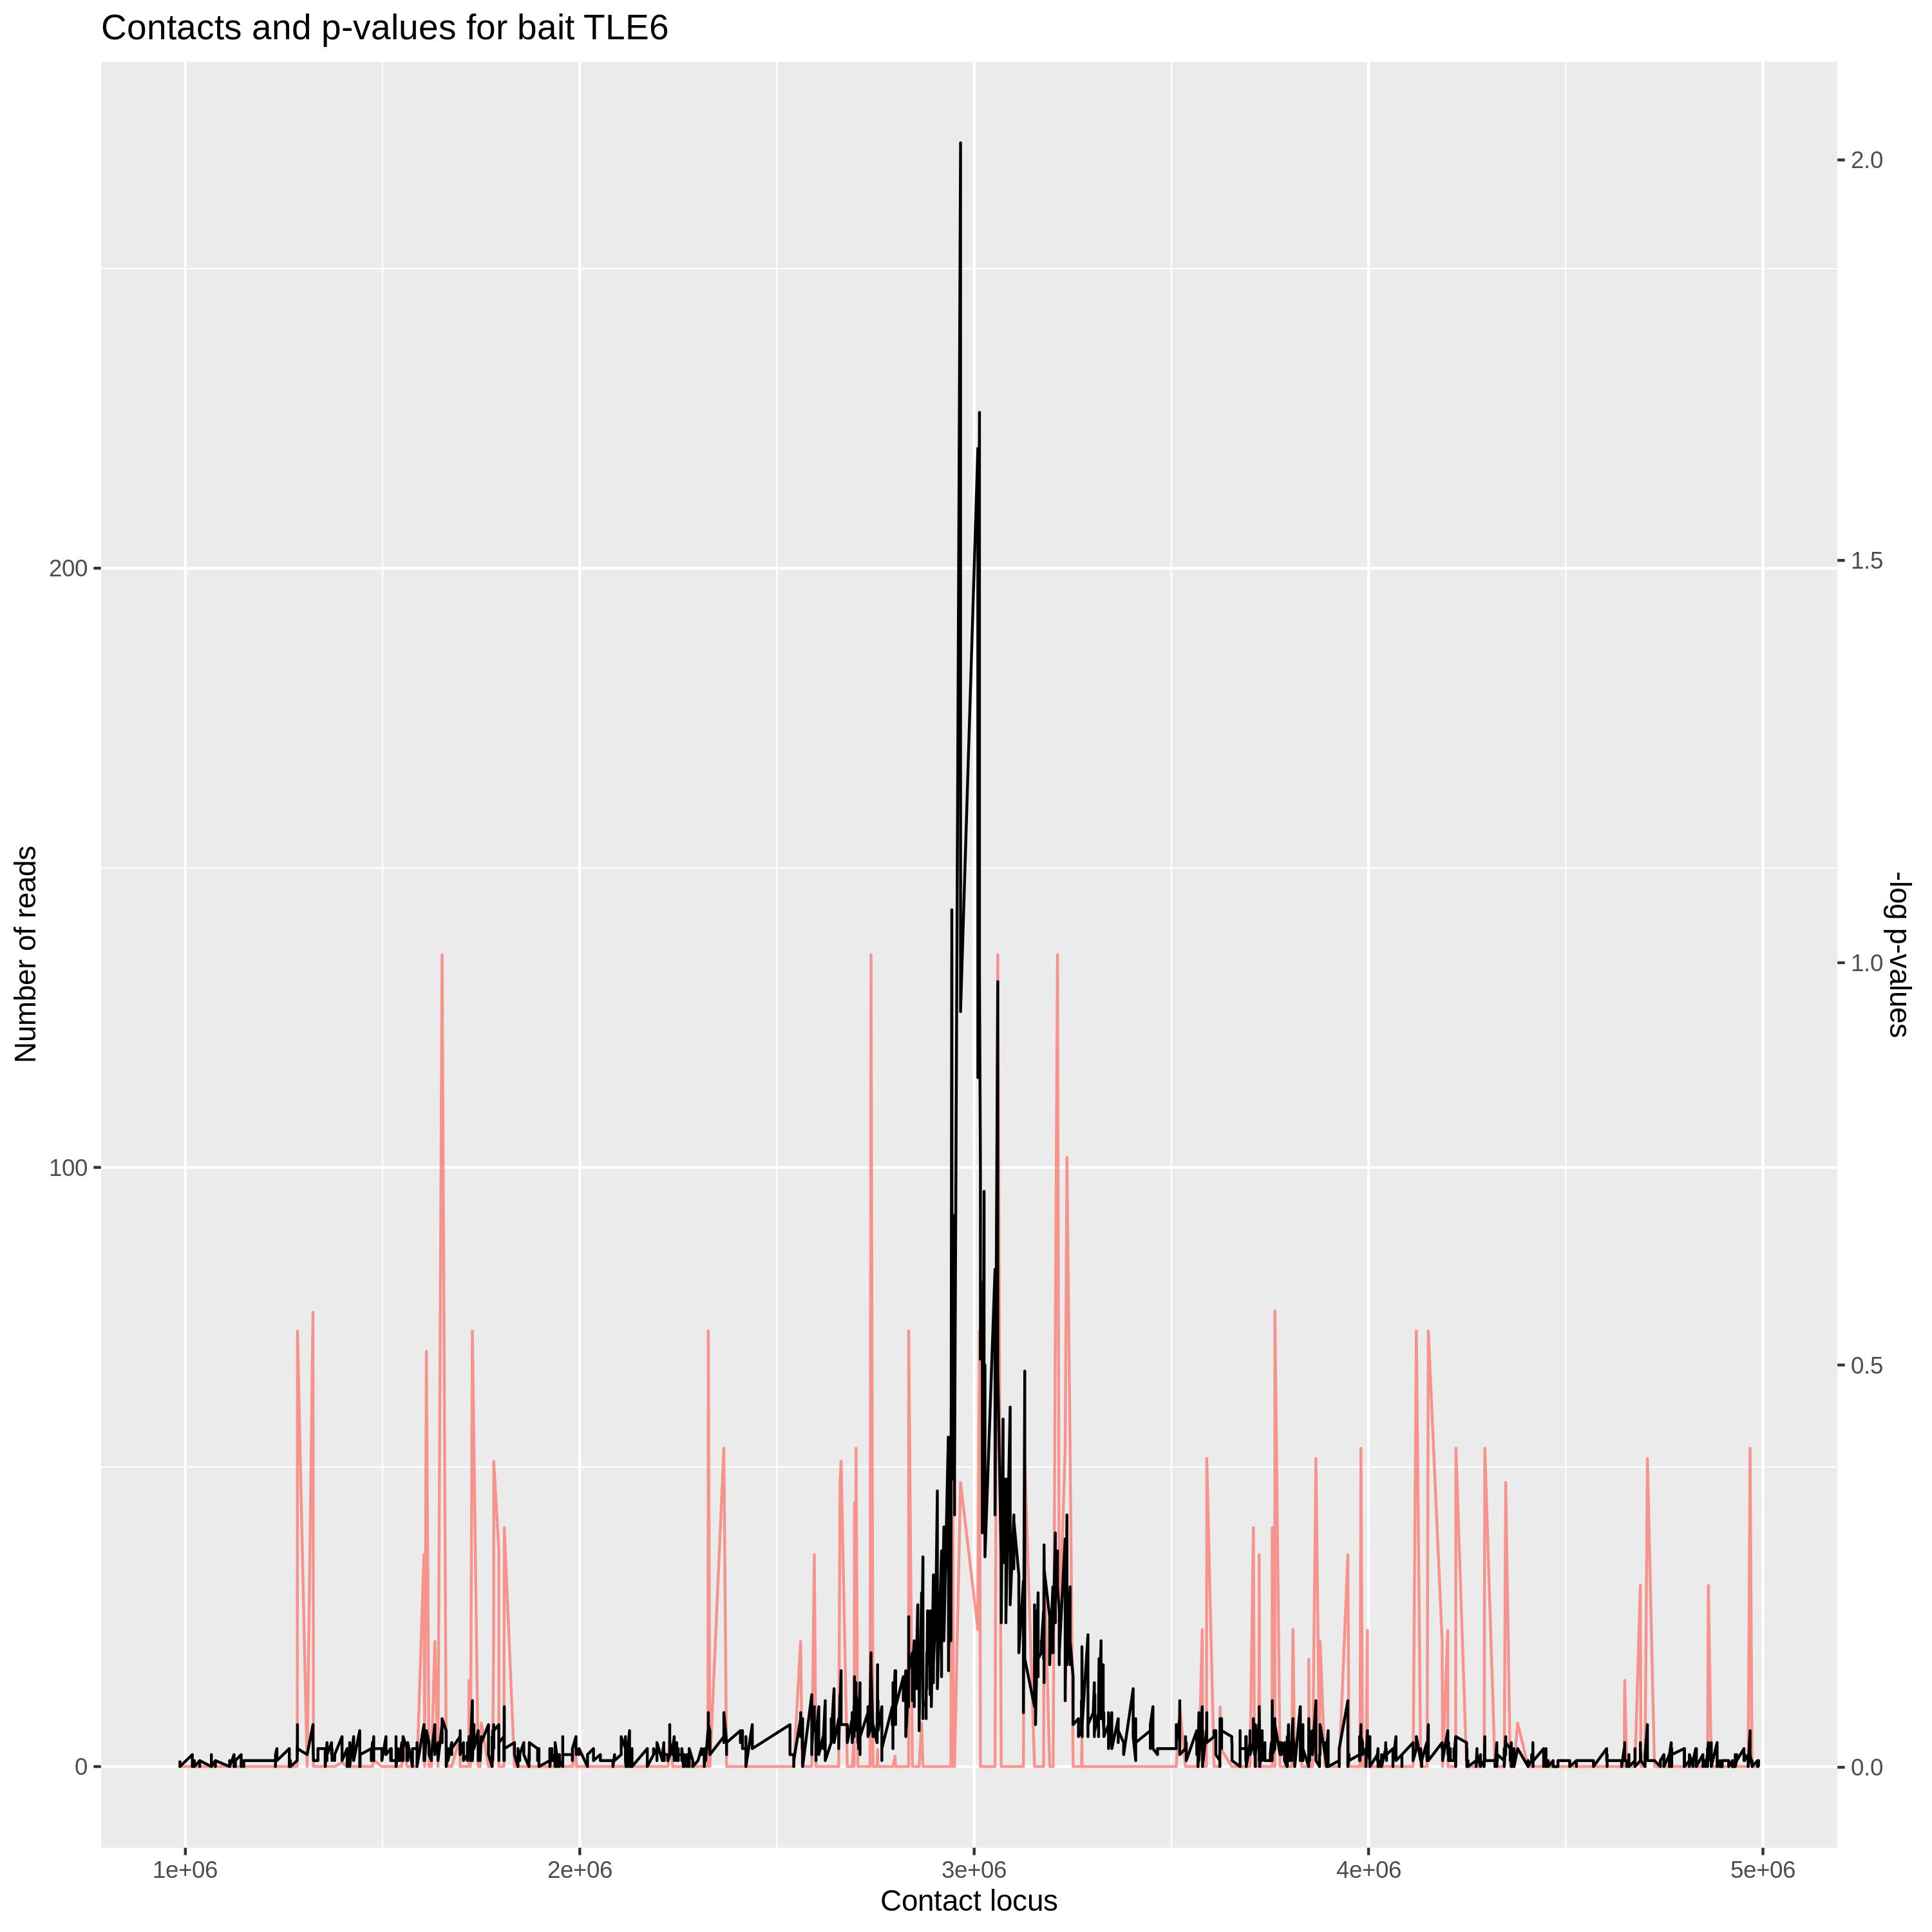 Contacts and p-values for bait TLE6
Number of reads
200
100
0
2.0
1.5
1.0
0.5
0.0
-log p-values
1e+06
2e+06
3e+06
4e+06
5e+06
Contact locus